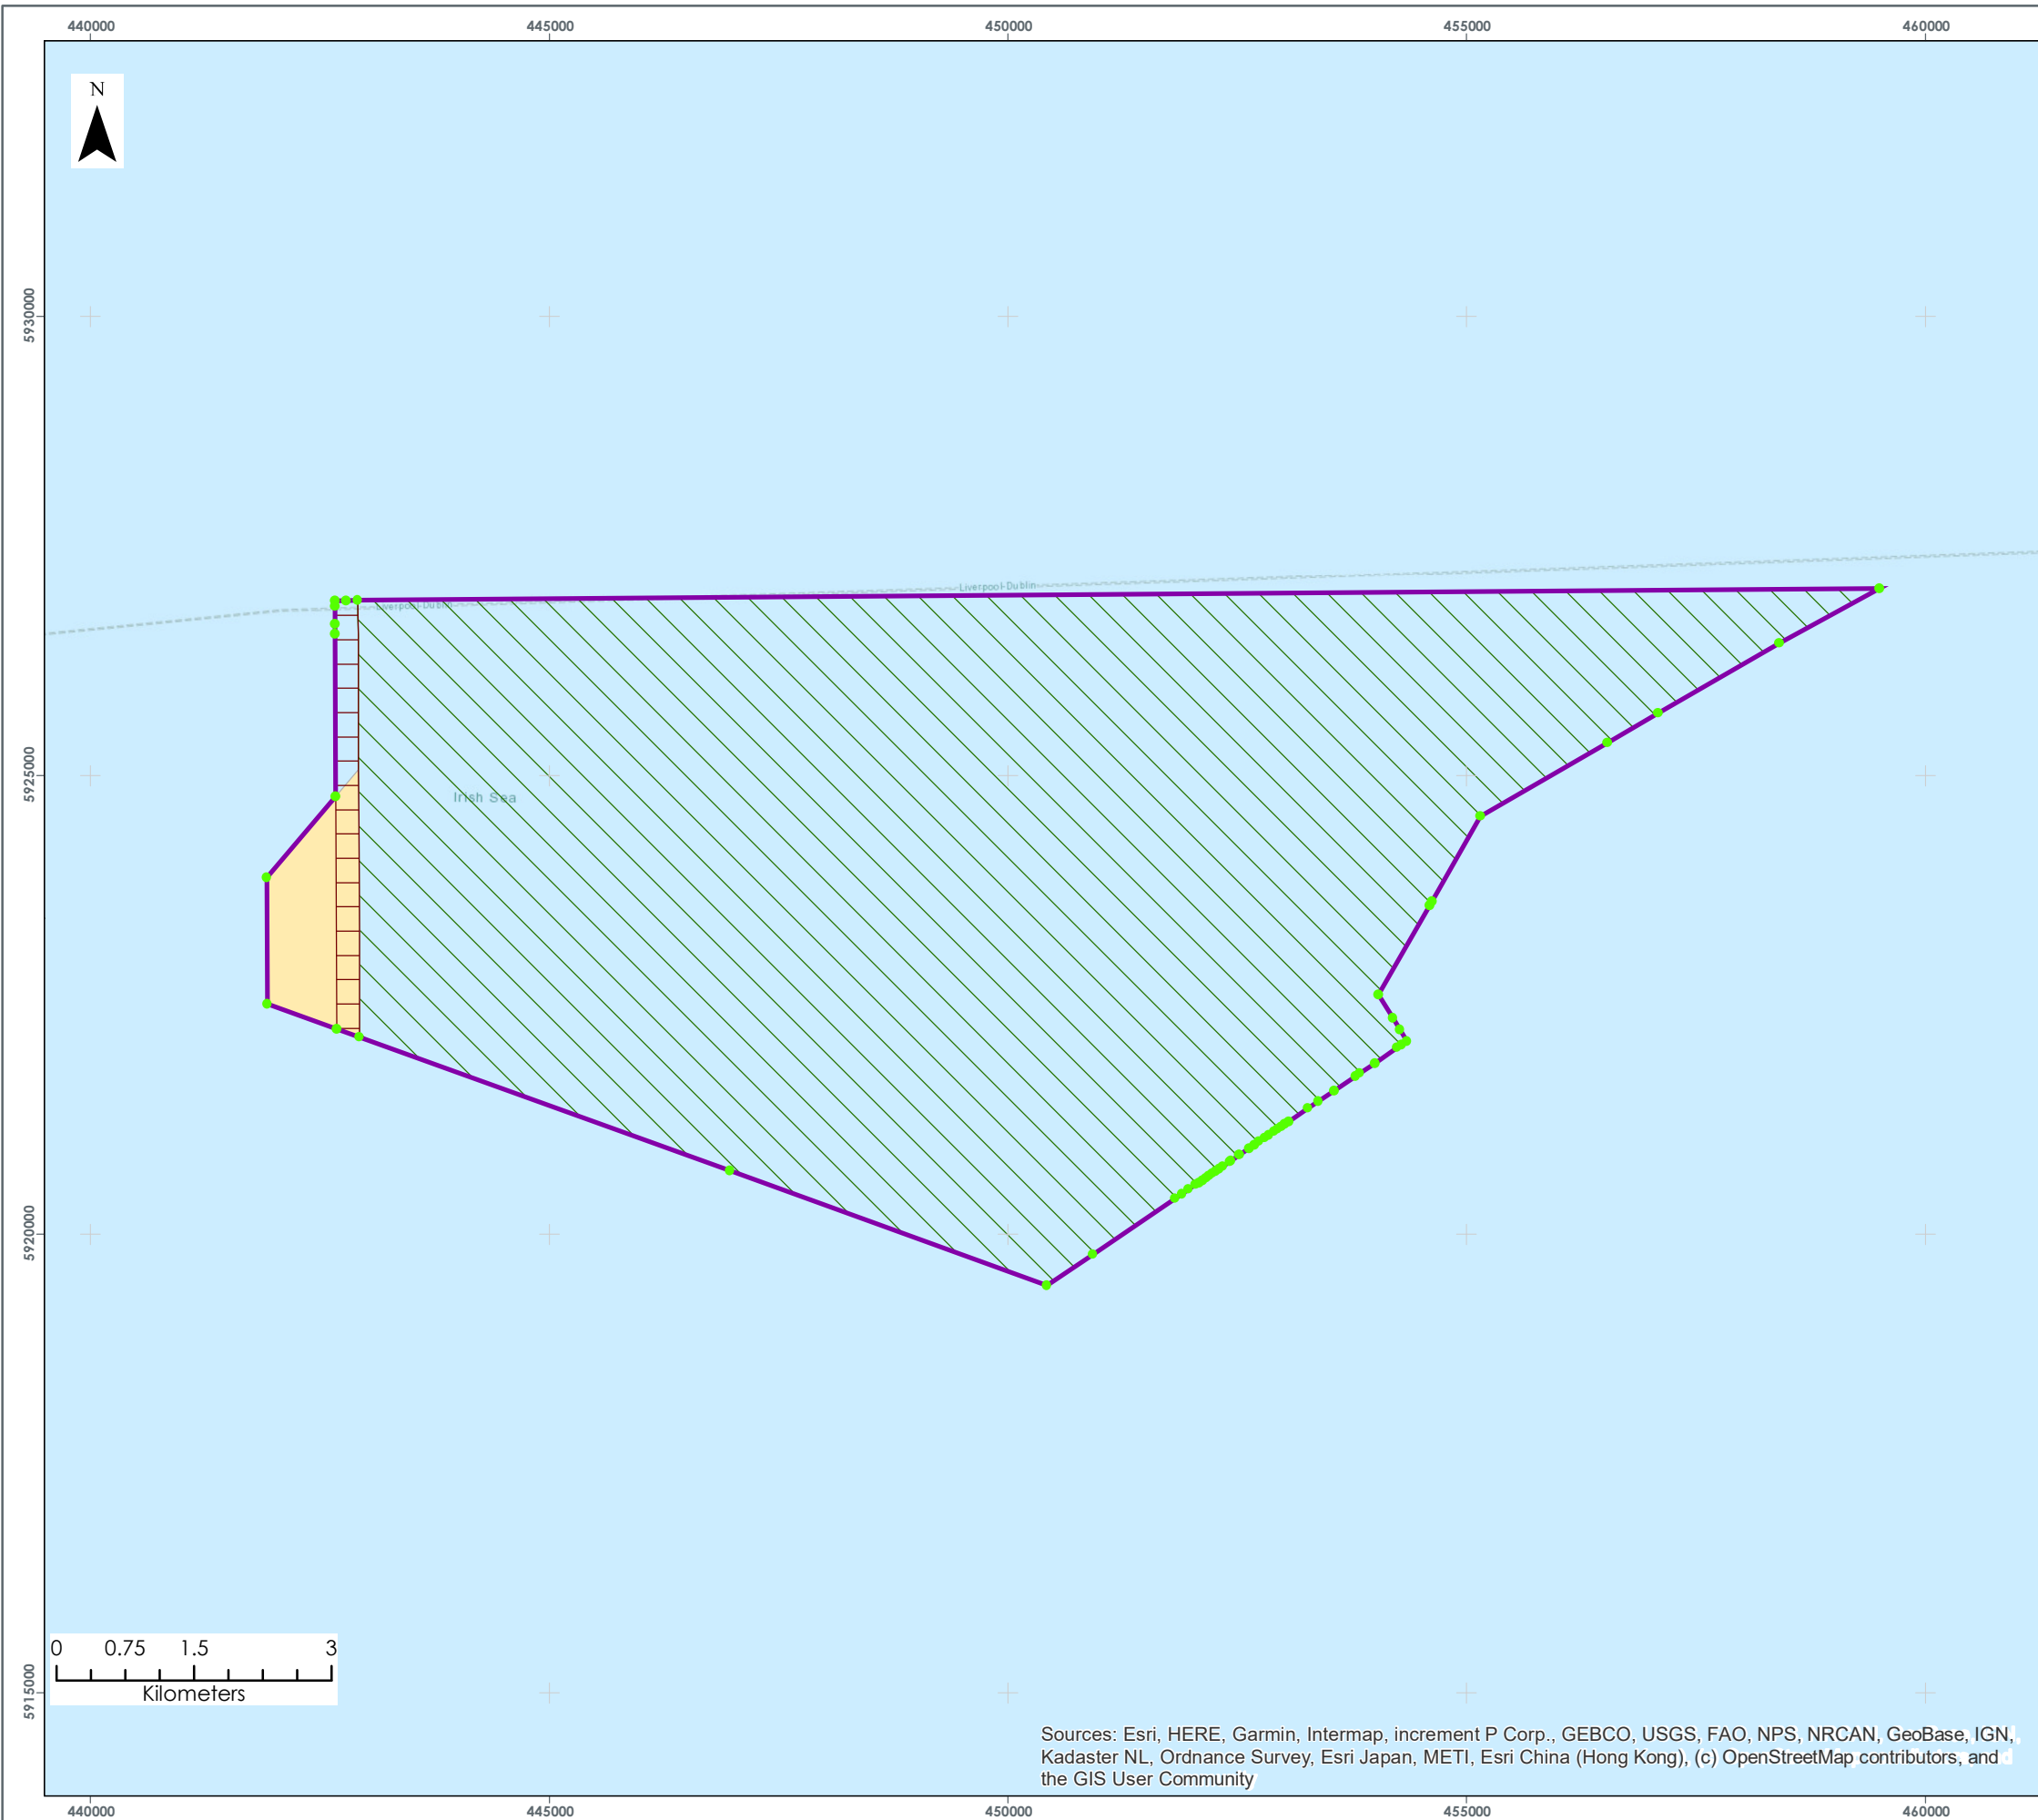 440000 445000 450000 455000 460000
N
5930000
Liverpool-Dublin
Liverpool-Dublin
5925000
Irish Sea
5920000
0 0.75 1.5 3
Kilometers
5915000
Sources: Esri, HERE, Garmin, Intermap, increment P Corp., GEBCO, USGS, FAO, NPS, NRCAN, GeoBase, IGN,
Kadaster NL, Ordnance Survey, Esri Japan, METI, Esri China (Hong Kong), (c) OpenStreetMap contributors, and
the GIS User Community
440000 445000 450000 455000 460000